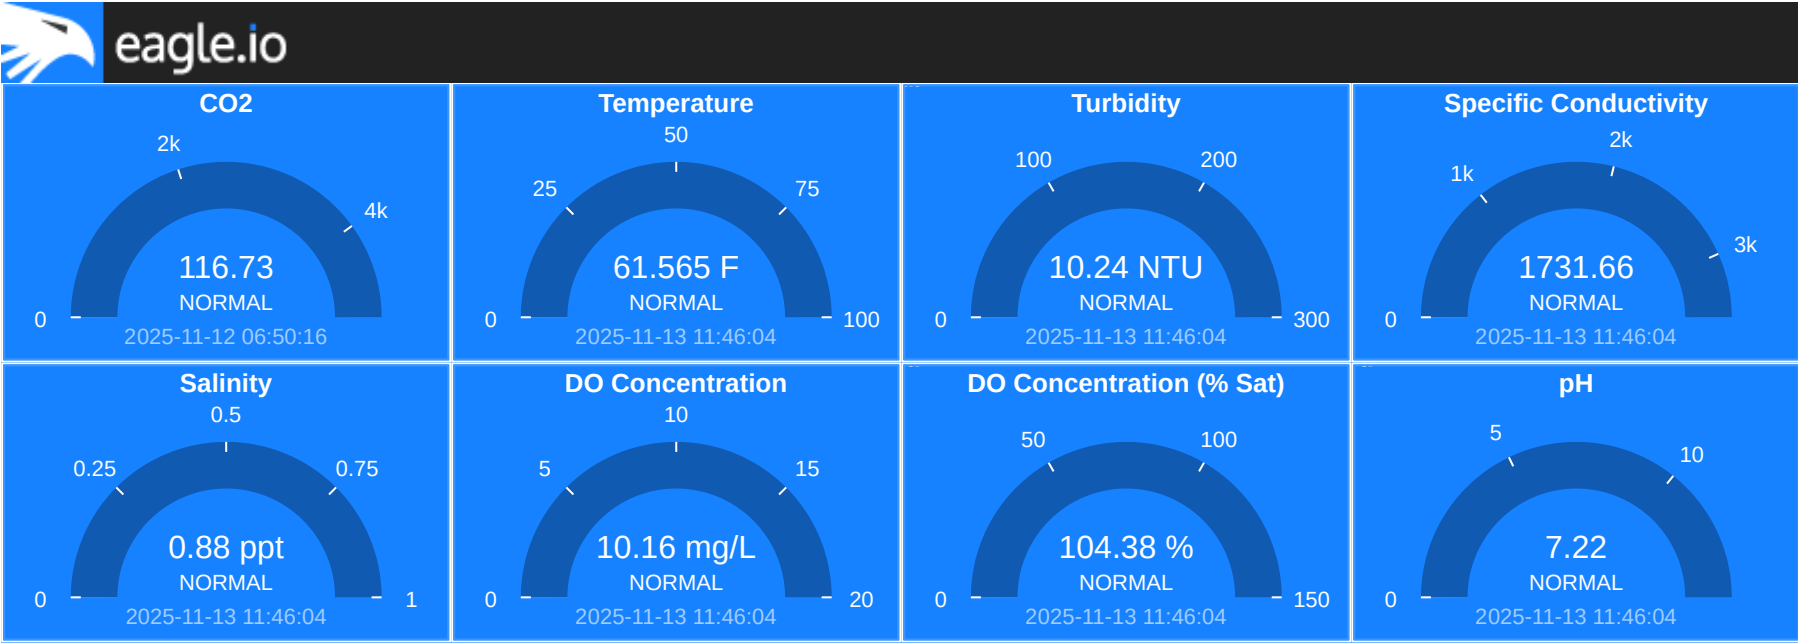 eagle.io
CO2
2k
4k
0
116.73
NORMAL
2025-11-12 06:50:16
Temperature
50
25
75
0
100
61.565 F
NORMAL
2025-11-13 11:46:04
Turbidity
100
200
0
300
10.24 NTU
NORMAL
2025-11-13 11:46:04
Specific Conductivity
2k
1k
3k
0
1731.66
NORMAL
2025-11-13 11:46:04
Salinity
0.5
0.25
0.75
0
1
0.88 ppt
NORMAL
2025-11-13 11:46:04
DO Concentration
10
5
15
0
20
10.16 mg/L
NORMAL
2025-11-13 11:46:04
DO Concentration (% Sat)
50
100
0
150
104.38 %
NORMAL
2025-11-13 11:46:04
pH
5
10
0
7.22
NORMAL
2025-11-13 11:46:04